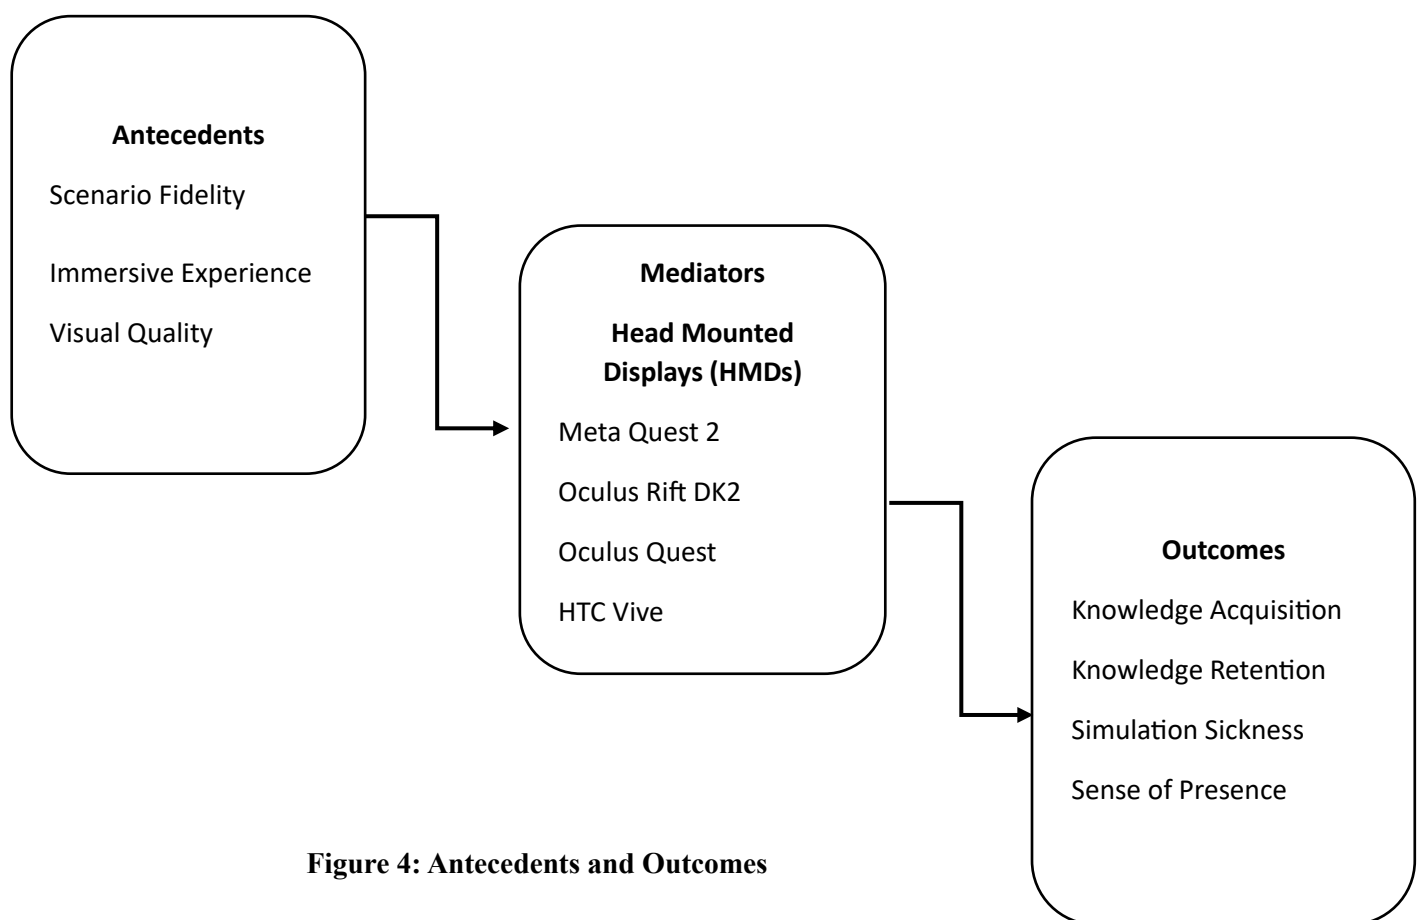 Antecedents
Scenario Fidelity
Immersive Experience
Visual Quality
Mediators
Head Mounted
Displays (HMDs)
Meta Quest 2
Oculus Rift DK2
Oculus Quest
HTC Vive
Outcomes
Knowledge Acquisition
Knowledge Retention
Simulation Sickness
Sense of Presence
Figure 4: Antecedents and Outcomes